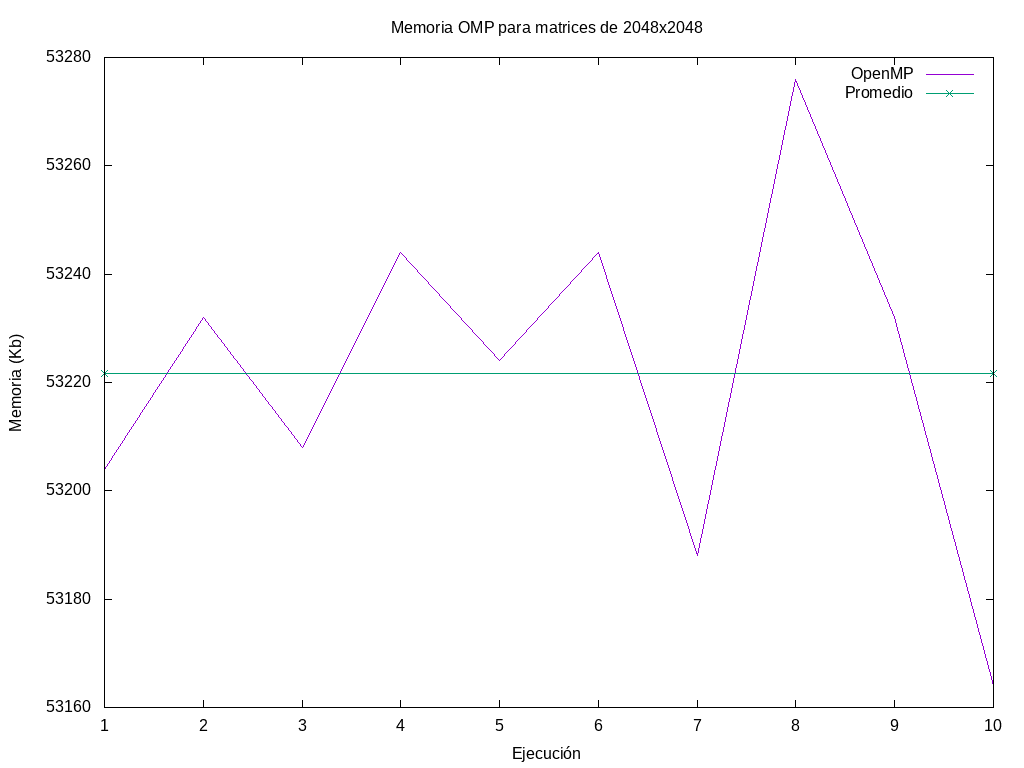 Memoria OMP para matrices de 2048x2048
53280
53260
53240
53220
53200
53180
53160
Memoria (Kb)
OpenMP
Promedio
1 2 3 4 5 6 7 8 9 10
Ejecución